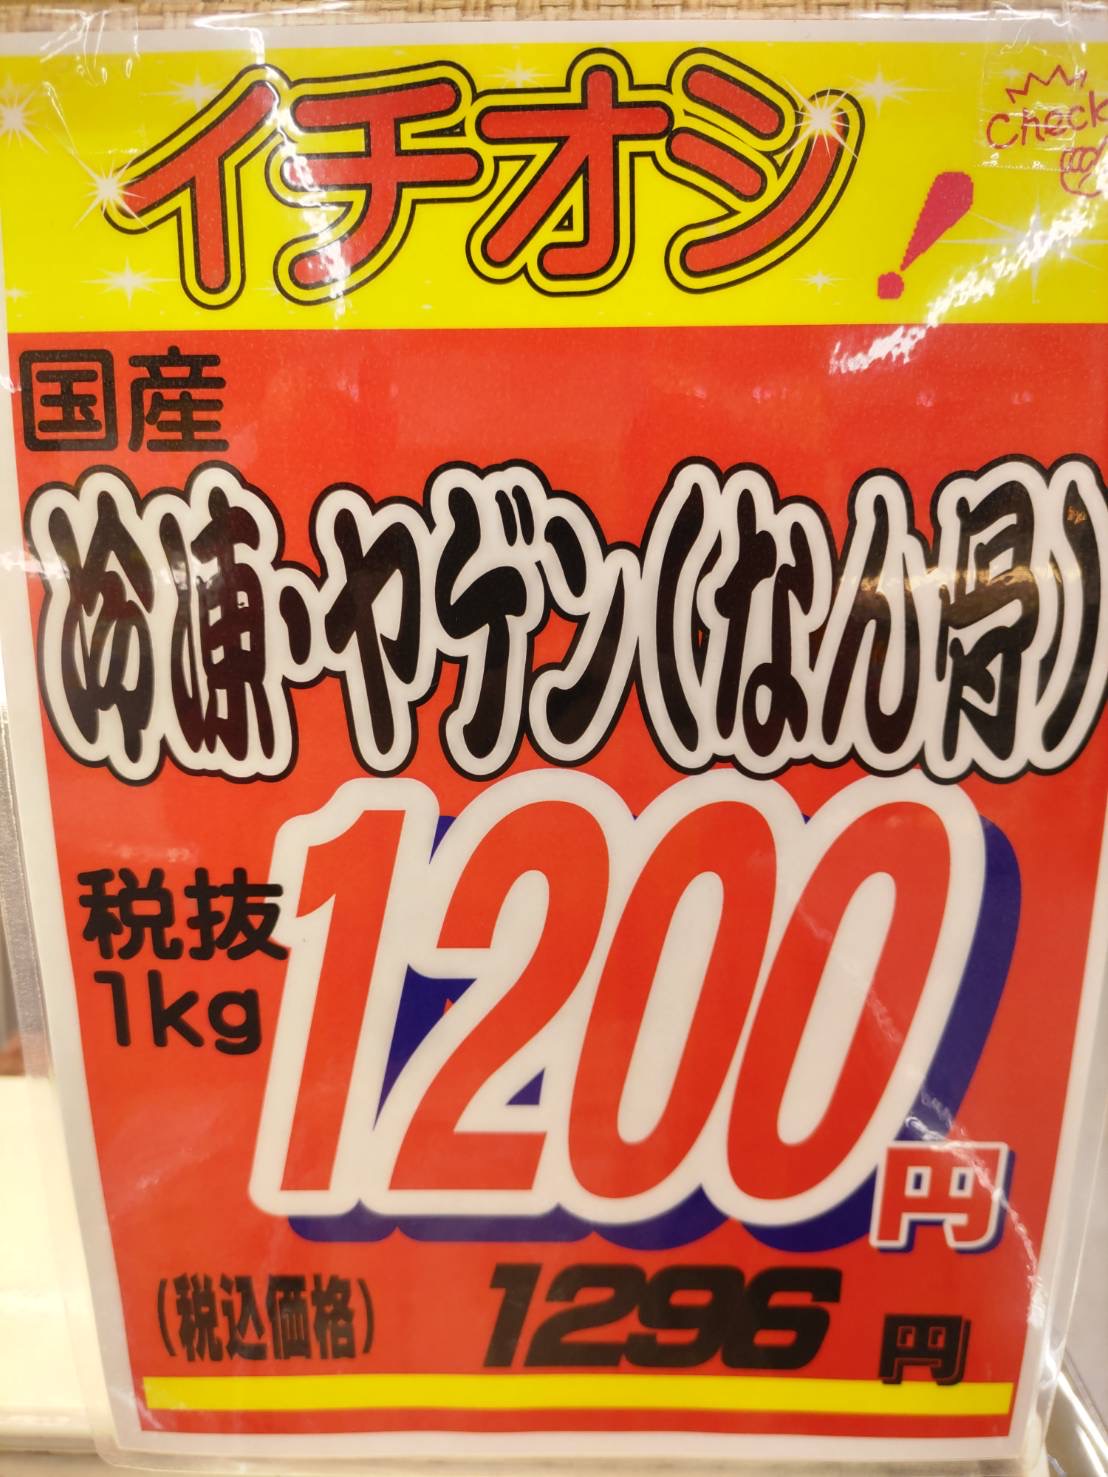 イチオシ!
Check
国産
冷凍・ヤゲン(なん骨)
税抜
1kg
1200円
(税込価格) 1296円